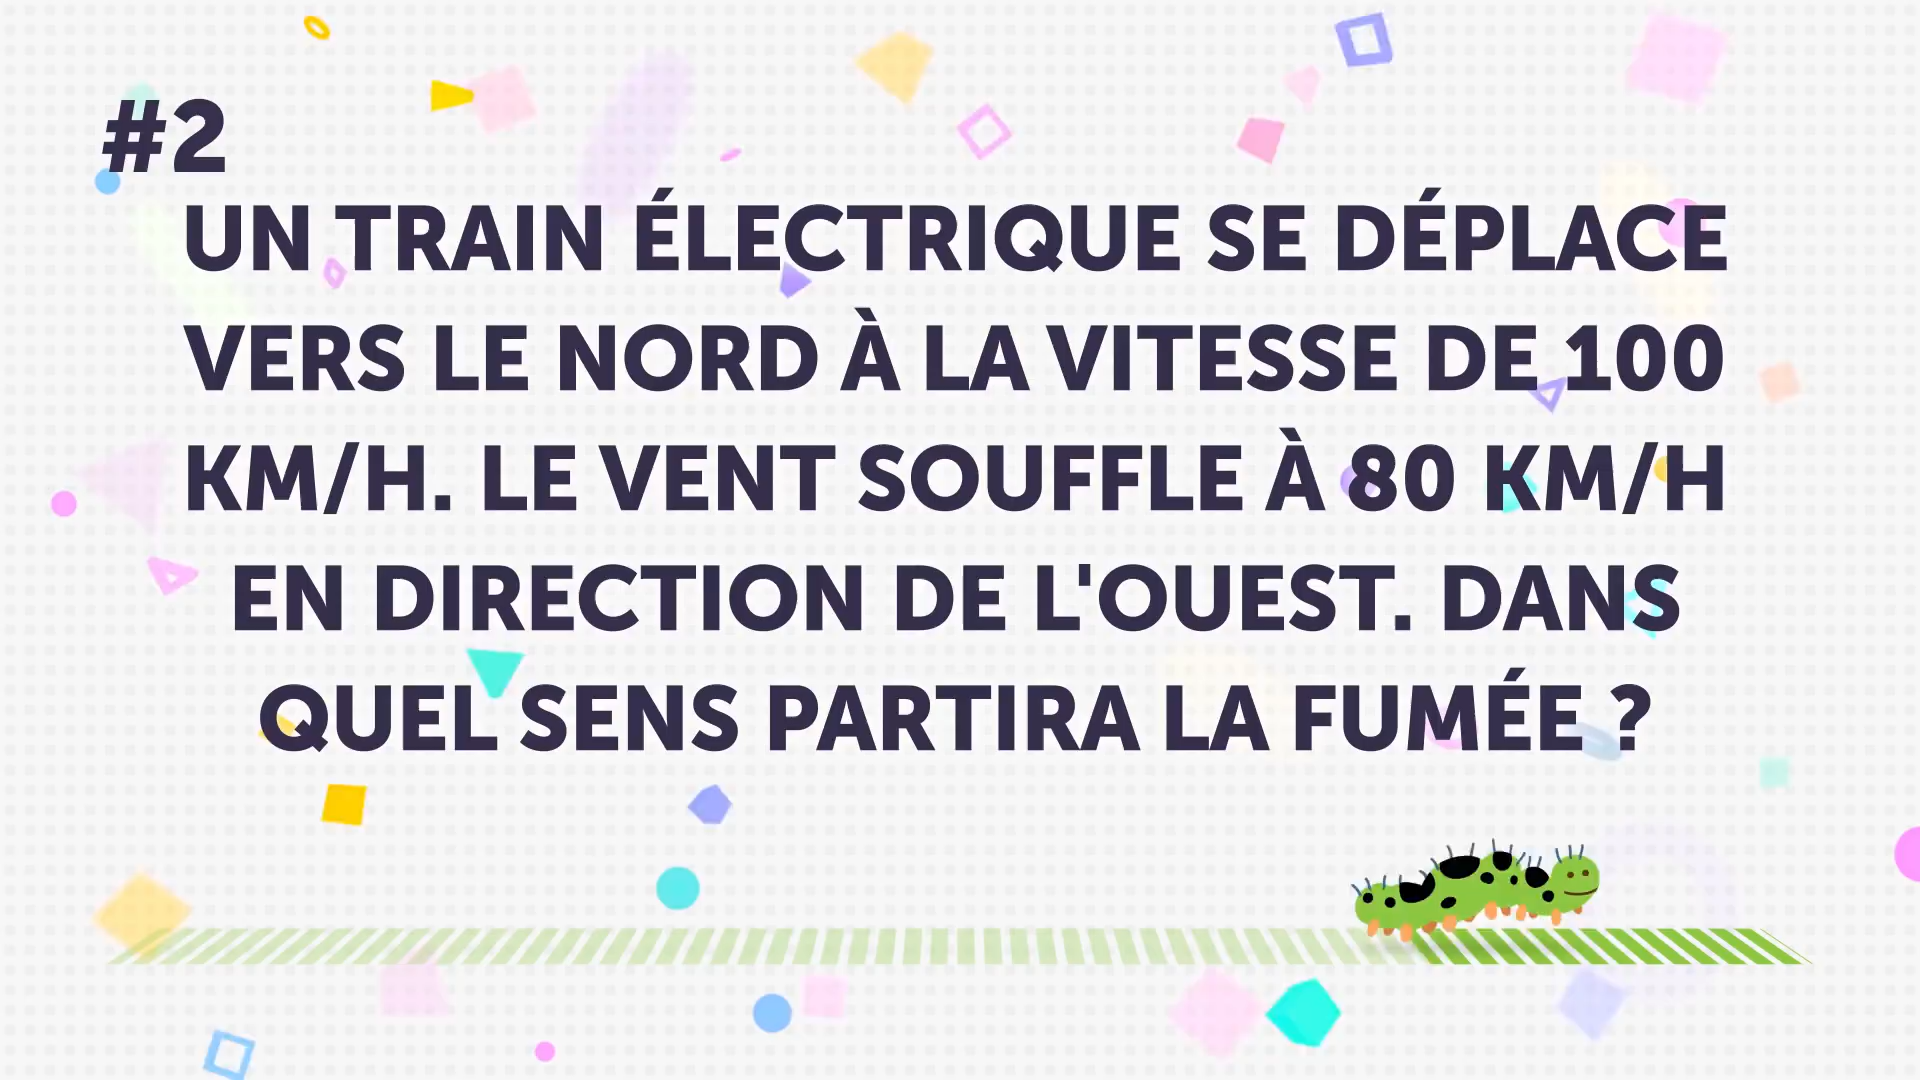 #2
UN TRAIN ÉLECTRIQUE SE DÉPLACE
VERS LE NORD À LA VITESSE DE 100
KM/H. LE VENT SOUFFLE À 80 KM/H
EN DIRECTION DE L'OUEST. DANS
QUEL SENS PARTIRA LA FUMÉE ?